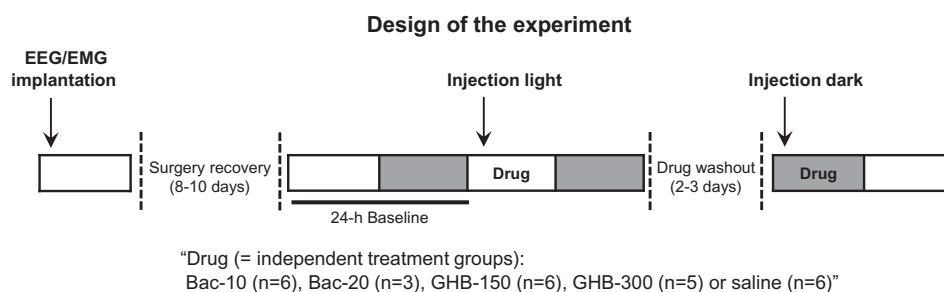 Design of the experiment
EEG/EMG
implantation
Injection light
Injection dark
Surgery recovery
(8-10 days)
Drug
Drug washout
(2-3 days)
Drug
24-h Baseline
“Drug (= independent treatment groups):
Bac-10 (n=6), Bac-20 (n=3), GHB-150 (n=6), GHB-300 (n=5) or saline (n=6)”